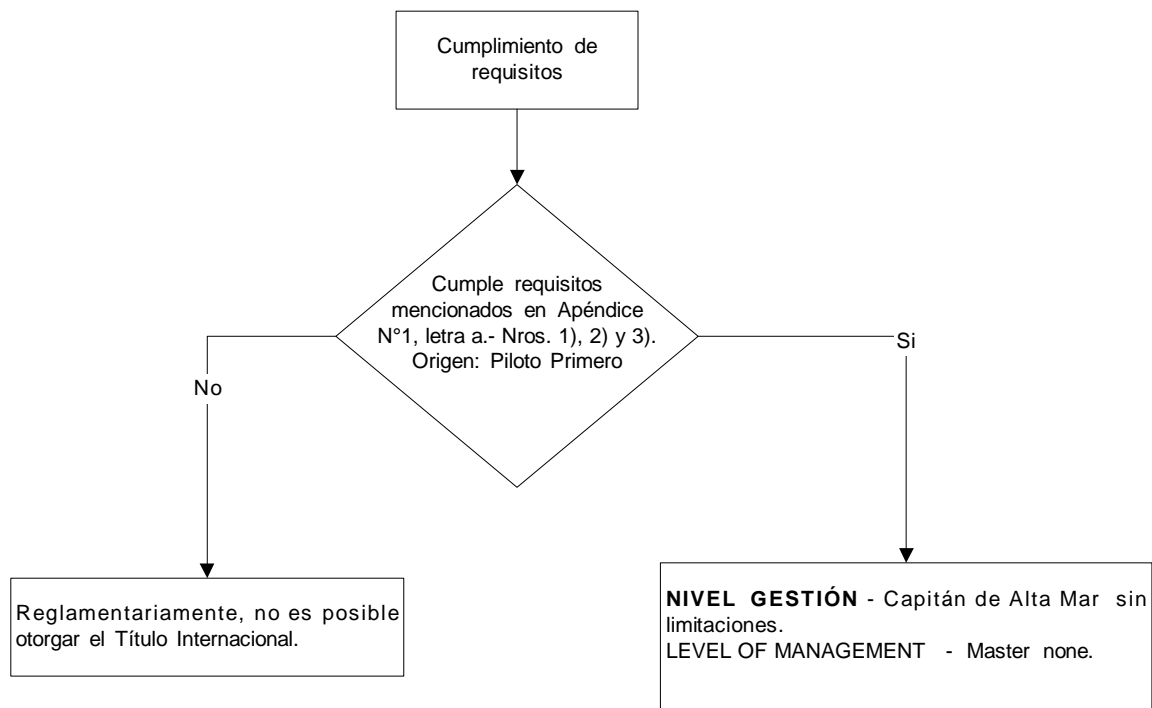 Cumplimiento de
requisitos
Cumple requisitos
mencionados en Apéndice
N°1, letra a.- Nros. 1), 2) y 3).
Origen: Piloto Primero
Si
No
Reglamentariamente, no es posible
otorgar el Título Internacional.
NIVEL GESTIÓN - Capitán de Alta Mar sin
limitaciones.
LEVEL OF MANAGEMENT - Master none.